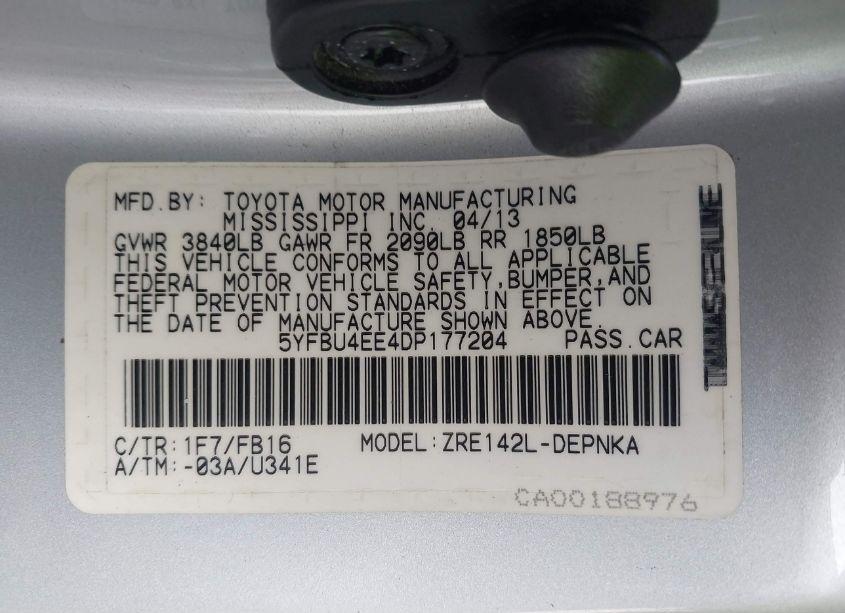 MFD.BY: TOYOTA MOTOR MANUFACTURING
MISSISSIPPI INC. 04/13
GVWR 3840LB GAWR FR 2090LB RR 1850LB
THIS VEHICLE CONFORMS TO ALL APPLICABLE
FEDERAL MOTOR VEHICLE SAFETY,BUMPER,AND
THEFT PREVENTION STANDARDS IN EFFECT ON
THE DATE OF MANUFACTURE SHOWN ABOVE.
5YFBU4EE4DP177204 PASS.CAR
C/TR:1F7/FB16 MODEL:ZRE142L-DEPNKA
A/TM:-03A/U341E
CA00188976